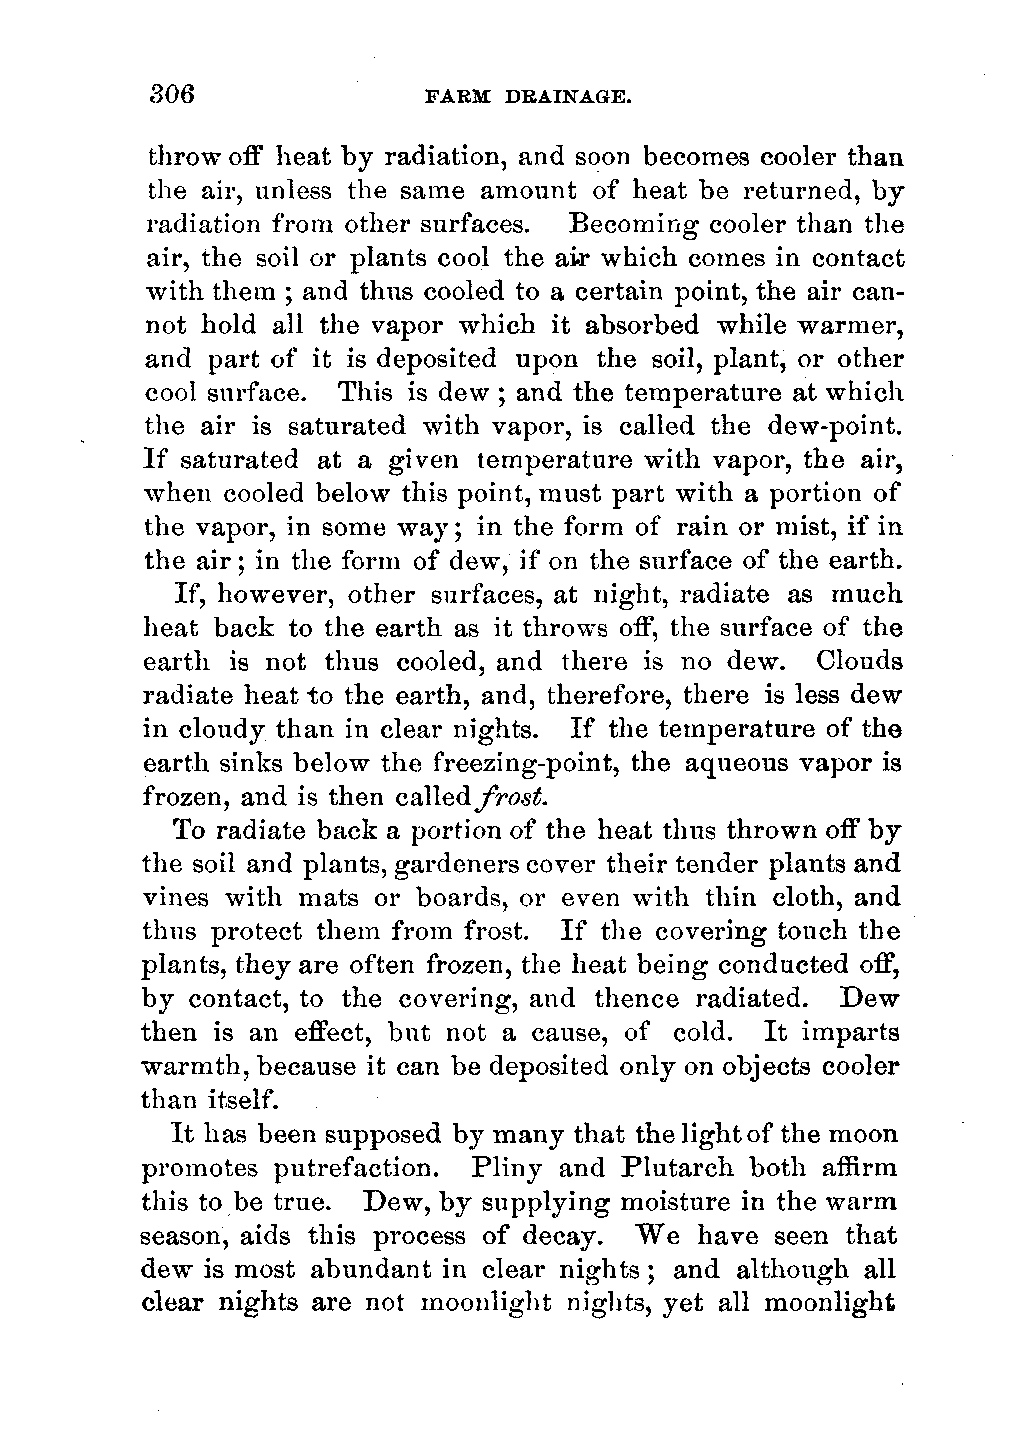 306 FARM DRAINAGE.
throw off heat by radiation, and soon becomes cooler than
the air, unless the same amount of heat be returned, by
radiation from other surfaces. Becoming cooler than the
air, the soil or plants cool the air which comes in contact
with them ; and thus cooled to a certain point, the air can-
not hold all the vapor which it absorbed while warmer,
and part of it is deposited upon the soil, plant, or other
cool surface. This is dew ; and the temperature at which
the air is saturated with vapor, is called the dew-point.
If saturated at a given temperature with vapor, the air,
when cooled below this point, must part with a portion of
the vapor, in some way ; in the form of rain or mist, if in
the air ; in the form of dew, if on the surface of the earth.
If, however, other surfaces, at night, radiate as much
heat back to the earth as it throws off, the surface of the
earth is not thus cooled, and there is no dew. Clouds
radiate heat to the earth, and, therefore, there is less dew
in cloudy than in clear nights. If the temperature of the
earth sinks below the freezing-point, the aqueous vapor is
frozen, and is then called frost.
To radiate back a portion of the heat thus thrown off by
the soil and plants, gardeners cover their tender plants and
vines with mats or boards, or even with thin cloth, and
thus protect them from frost. If the covering touch the
plants, they are often frozen, the heat being conducted off,
by contact, to the covering, and thence radiated. Dew
then is an effect, but not a cause, of cold. It imparts
warmth, because it can be deposited only on objects cooler
than itself.
It has been supposed by many that the light of the moon
promotes putrefaction. Pliny and Plutarch both affirm
this to be true. Dew, by supplying moisture in the warm
season, aids this process of decay. We have seen that
dew is most abundant in clear nights ; and although all
clear nights are not moonlight nights, yet all moonlight